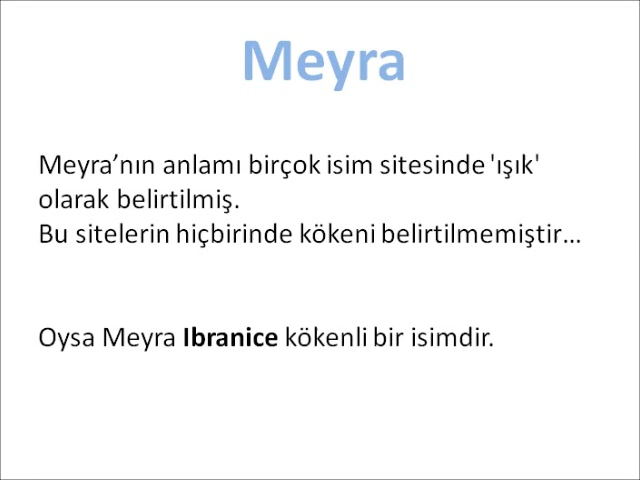 Meyra
Meyra’nın anlamı birçok isim sitesinde 'ışık'
olarak belirtilmiş.
Bu sitelerin hiçbirinde kökeni belirtilmemiştir…
Oysa Meyra Ibranice kökenli bir isimdir.